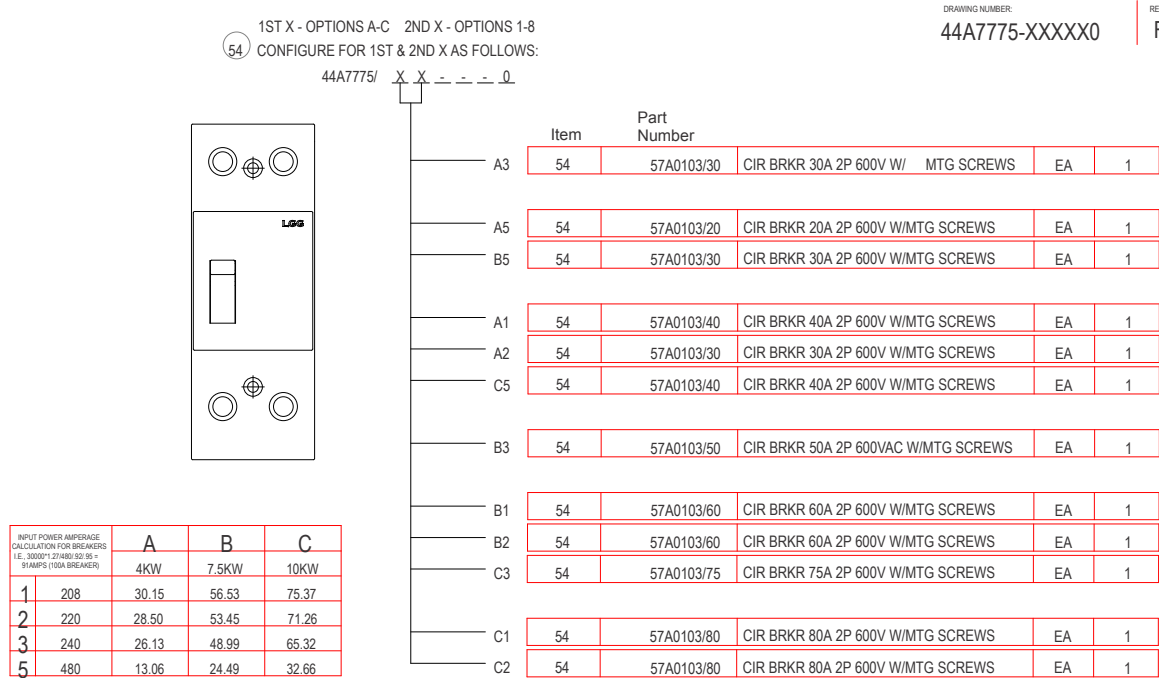 DRAWING NUMBER:
44A7775-XXXXX0
1ST X - OPTIONS A-C 2ND X - OPTIONS 1-8
54 CONFIGURE FOR 1ST & 2ND X AS FOLLOWS:
44A7775/ X X - - - 0
Item Part Number
A3 54 57A0103/30 CIR BRKR 30A 2P 600V W/ MTG SCREWS EA 1
A5 54 57A0103/20 CIR BRKR 20A 2P 600V W/MTG SCREWS EA 1
B5 54 57A0103/30 CIR BRKR 30A 2P 600V W/MTG SCREWS EA 1
A1 54 57A0103/40 CIR BRKR 40A 2P 600V W/MTG SCREWS EA 1
A2 54 57A0103/30 CIR BRKR 30A 2P 600V W/MTG SCREWS EA 1
C5 54 57A0103/40 CIR BRKR 40A 2P 600V W/MTG SCREWS EA 1
B3 54 57A0103/50 CIR BRKR 50A 2P 600VAC W/MTG SCREWS EA 1
B1 54 57A0103/60 CIR BRKR 60A 2P 600V W/MTG SCREWS EA 1
B2 54 57A0103/60 CIR BRKR 60A 2P 600V W/MTG SCREWS EA 1
C3 54 57A0103/75 CIR BRKR 75A 2P 600V W/MTG SCREWS EA 1
C1 54 57A0103/80 CIR BRKR 80A 2P 600V W/MTG SCREWS EA 1
C2 54 57A0103/80 CIR BRKR 80A 2P 600V W/MTG SCREWS EA 1
LGG
INPUT POWER AMPERAGE
CALCULATION FOR BREAKERS
I.E., 30000*1.27/480/.92/.95 =
91AMPS (100A BREAKER)
A B C
4KW 7.5KW 10KW
1 208 30.15 56.53 75.37
2 220 28.50 53.45 71.26
3 240 26.13 48.99 65.32
5 480 13.06 24.49 32.66